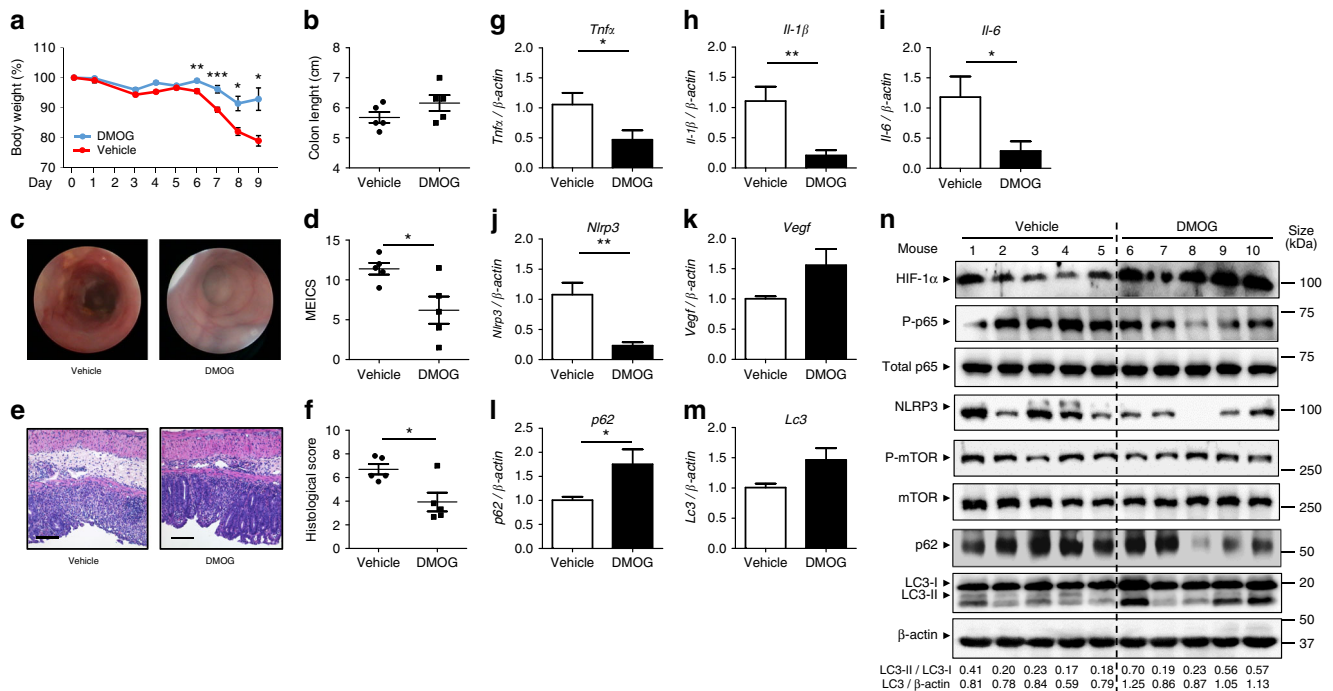 a
Body weight (%)
110
100
90
80
70
** *** * *
DMOG
Vehicle
Day 0 1 2 3 4 5 6 7 8 9
b
Colon lenght (cm)
8
7
6
5
4
Vehicle DMOG
g
Tnfα
Tnfα / β-actin
2.0
1.5
1.0
0.5
0.0
*
Vehicle DMOG
h
Il-1β
Il-1β / β-actin
2.0
1.5
1.0
0.5
0.0
**
Vehicle DMOG
i
Il-6
Il-6 / β-actin
2.0
1.5
1.0
0.5
0.0
*
Vehicle DMOG
c
Vehicle DMOG
d
MEICS
15
10
5
0
*
Vehicle DMOG
j
Nlrp3
Nlrp3 / β-actin
2.0
1.5
1.0
0.5
0.0
**
Vehicle DMOG
k
Vegf
Vegf / β-actin
2.0
1.5
1.0
0.5
0.0
Vehicle DMOG
e
Vehicle DMOG
f
Histological score
10
8
6
4
2
0
*
Vehicle DMOG
l
p62
p62 / β-actin
2.5
2.0
1.5
1.0
0.5
0.0
*
Vehicle DMOG
m
Lc3
Lc3 / β-actin
2.0
1.5
1.0
0.5
0.0
Vehicle DMOG
n
Vehicle DMOG
Size
(kDa)
Mouse 1 2 3 4 5 6 7 8 9 10
HIF-1α 100
P-p65 75
Total p65 75
NLRP3 100
P-mTOR 250
mTOR 250
p62 50
LC3-I 20
LC3-II
β-actin 50
37
LC3-II / LC3-I 0.41 0.20 0.23 0.17 0.18 0.70 0.19 0.23 0.56 0.57
LC3 / β-actin 0.81 0.78 0.84 0.59 0.79 1.25 0.86 0.87 1.05 1.13